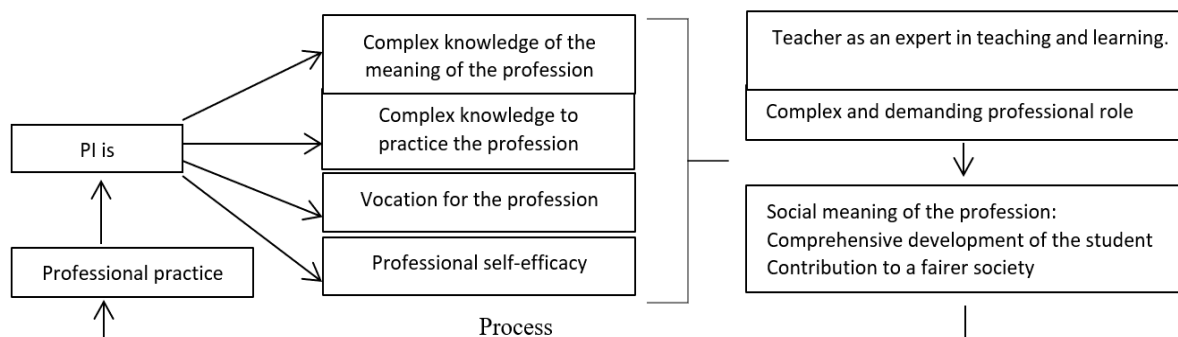 Complex knowledge of the
meaning of the profession
Complex knowledge to
practice the profession
PI is
Vocation for the profession
Professional self-efficacy
Professional practice
Process
Teacher as an expert in teaching and learning.
Complex and demanding professional role
Social meaning of the profession:
Comprehensive development of the student
Contribution to a fairer society